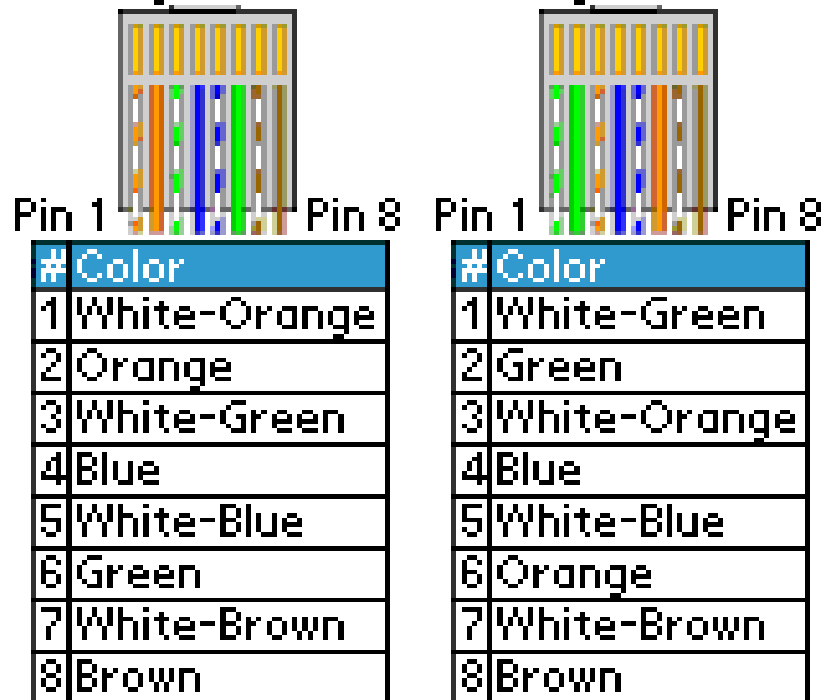 Pin 1 Pin 8 Pin 1 Pin 8
# Color
1 White-Orange
2 Orange
3 White-Green
4 Blue
5 White-Blue
6 Green
7 White-Brown
8 Brown
# Color
1 White-Green
2 Green
3 White-Orange
4 Blue
5 White-Blue
6 Orange
7 White-Brown
8 Brown